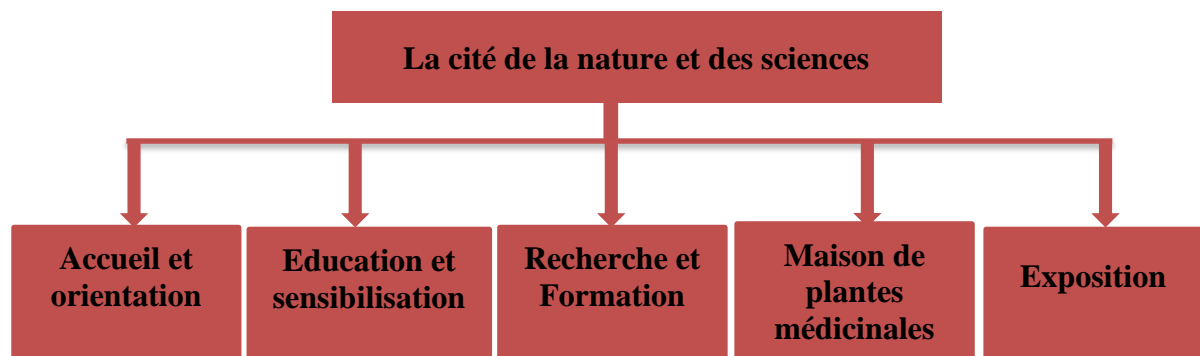 La cité de la nature et des sciences
Accueil et
orientation
Education et
sensibilisation
Recherche et
Formation
Maison de
plantes
médicinales
Exposition